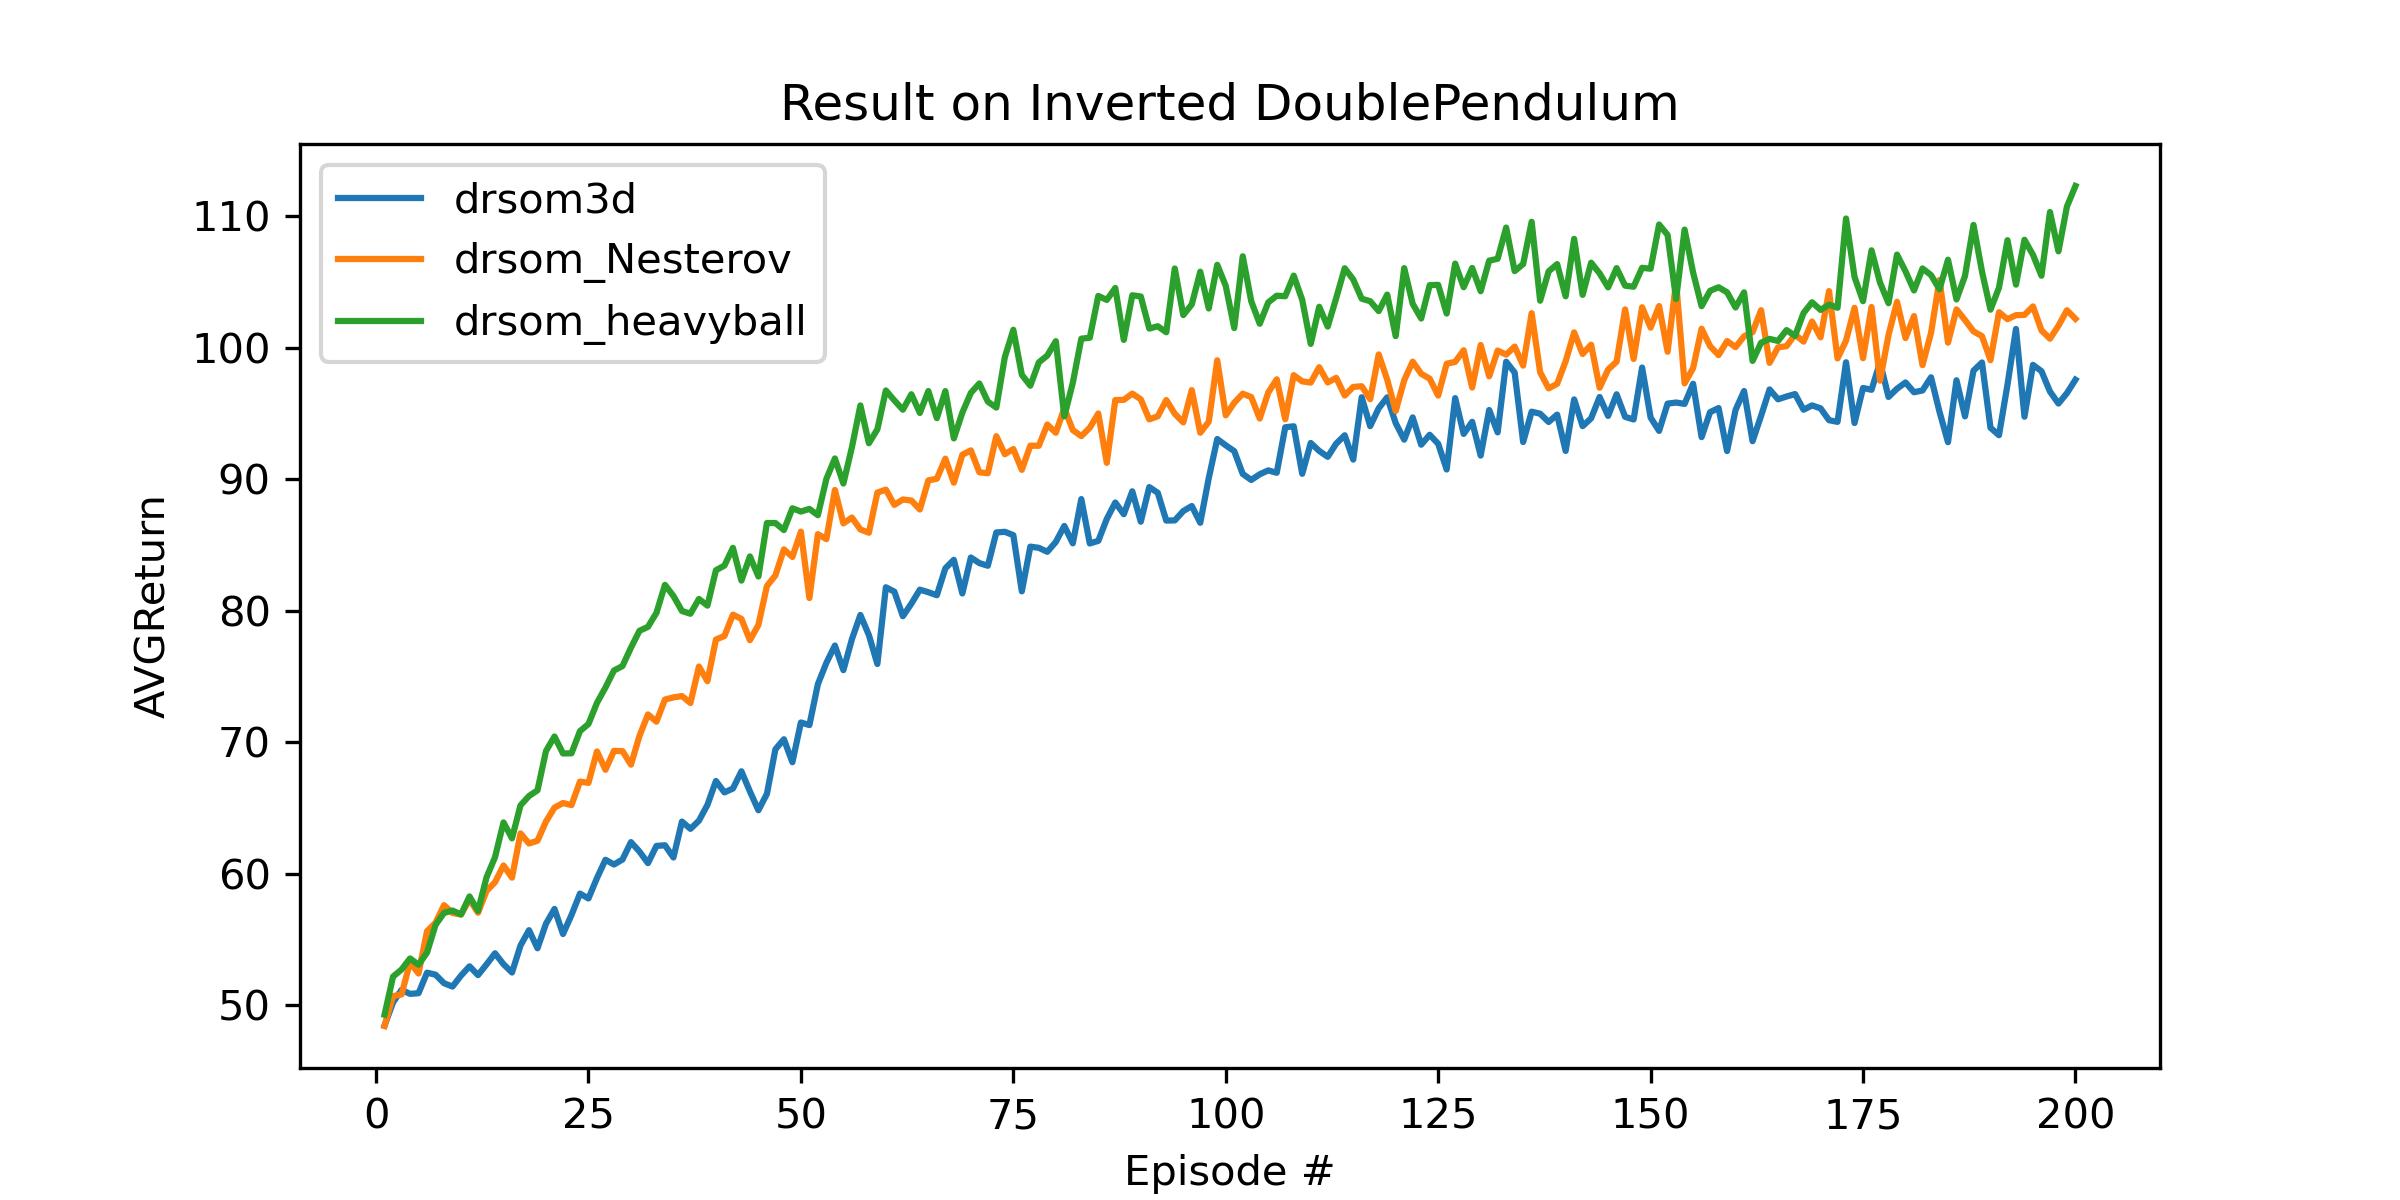 Result on Inverted DoublePendulum
drsom3d
drsom_Nesterov
drsom_heavyball
110
100
90
80
70
60
50
AVGReturn
0 25 50 75 100 125 150 175 200
Episode #